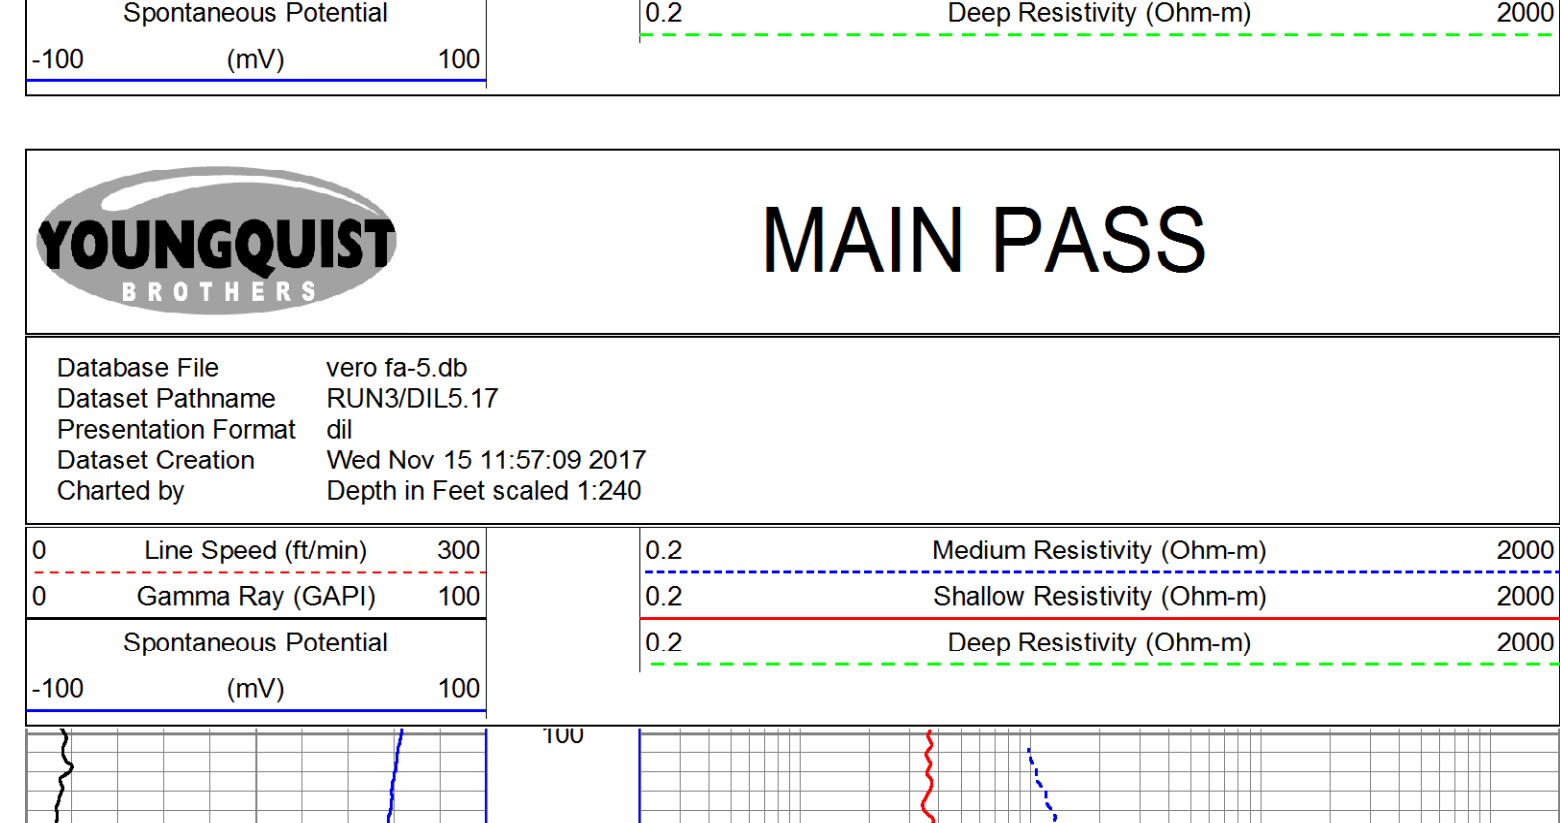 Spontaneous Potential
0.2 Deep Resistivity (Ohm-m) 2000
-100 (mV) 100
YOUNGQUIST
BROTHERS
MAIN PASS
Database File vero fa-5.db
Dataset Pathname RUN3/DIL5.17
Presentation Format dil
Dataset Creation Wed Nov 15 11:57:09 2017
Charted by Depth in Feet scaled 1:240
0 Line Speed (ft/min) 300
0.2 Medium Resistivity (Ohm-m) 2000
0 Gamma Ray (GAPI) 100
0.2 Shallow Resistivity (Ohm-m) 2000
Spontaneous Potential
0.2 Deep Resistivity (Ohm-m) 2000
-100 (mV) 100
100